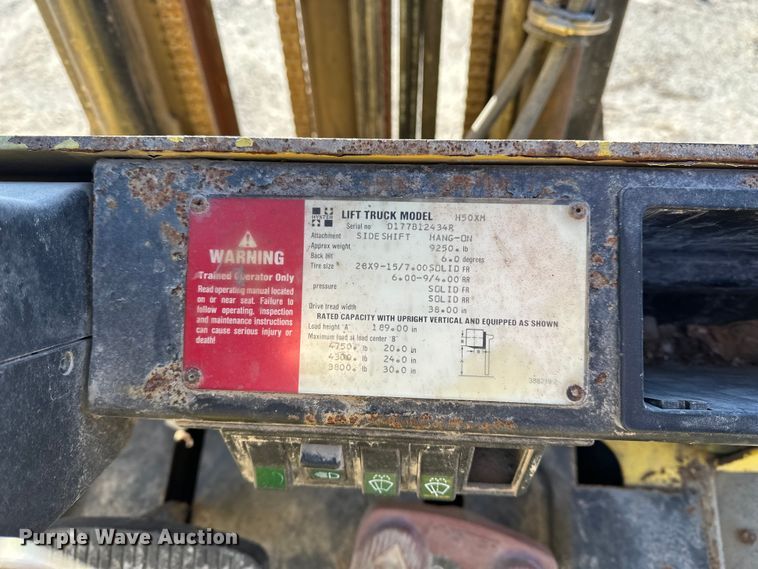 HYSTER LIFT TRUCK MODEL H50XM
Serial no D177B12434R
Attachment SIDESHIFT HANG-ON
Approx weight 9250. lb
Back tilt 6.0 degrees
Tire size 28X9-15/7.00 SOLID FR
6.00-9/4.00 RR
pressure SOLID FR
SOLID RR
Drive tread width 38.00 in
RATED CAPACITY WITH UPRIGHT VERTICAL AND EQUIPPED AS SHOWN
Load height 'A' 189.00 in
Maximum load at load center 'B'
4750. lb 20.0 in
4300. lb 24.0 in
3800. lb 30.0 in
WARNING
Trained Operator Only
Read operating manual located
on or near seat. Failure to
follow operating, inspection
and maintenance instructions
can cause serious injury or
death!
Purple Wave Auction